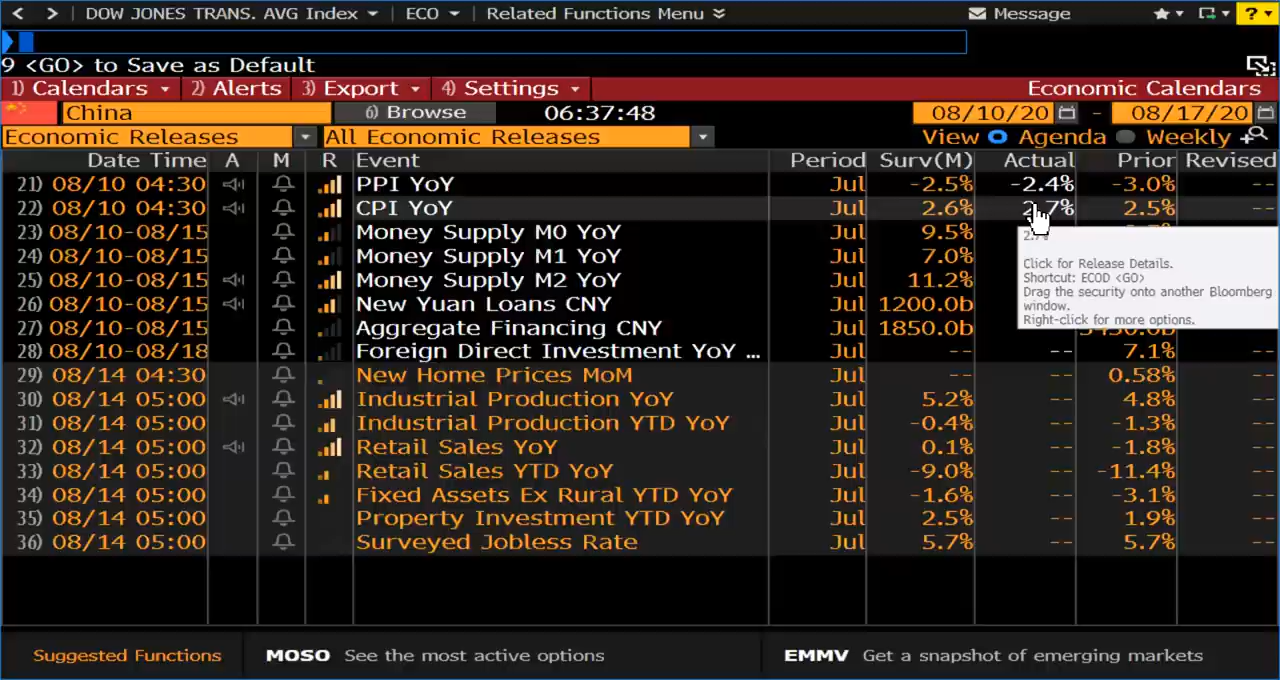 DOW JONES TRANS. AVG Index ECO Related Functions Menu Message ?
9 <GO> to Save as Default
1) Calendars 2) Alerts 3) Export 4) Settings Economic Calendars
China 6) Browse 06:37:48 08/10/20 - 08/17/20
Economic Releases All Economic Releases View Agenda Weekly
Date Time A M R Event Period Surv(M) Actual Prior Revised
21) 08/10 04:30 PPI YoY Jul -2.5% -2.4% -3.0% --
22) 08/10 04:30 CPI YoY Jul 2.6% 2.7% 2.5% --
23) 08/10-08/15 Money Supply M0 YoY Jul 9.5%
24) 08/10-08/15 Money Supply M1 YoY Jul 7.0%
25) 08/10-08/15 Money Supply M2 YoY Jul 11.2%
26) 08/10-08/15 New Yuan Loans CNY Jul 1200.0b
27) 08/10-08/15 Aggregate Financing CNY Jul 1850.0b
2.7%
Click for Release Details.
Shortcut: ECOD <GO>
Drag the security onto another Bloomberg
window.
Right-click for more options.
28) 08/10-08/18 Foreign Direct Investment YoY ... Jul -- -- 7.1% --
29) 08/14 04:30 New Home Prices MoM Jul -- -- 0.58% --
30) 08/14 05:00 Industrial Production YoY Jul 5.2% -- 4.8% --
31) 08/14 05:00 Industrial Production YTD YoY Jul -0.4% -- -1.3% --
32) 08/14 05:00 Retail Sales YoY Jul 0.1% -- -1.8% --
33) 08/14 05:00 Retail Sales YTD YoY Jul -9.0% -- -11.4% --
34) 08/14 05:00 Fixed Assets Ex Rural YTD YoY Jul -1.6% -- -3.1% --
35) 08/14 05:00 Property Investment YTD YoY Jul 2.5% -- 1.9% --
36) 08/14 05:00 Surveyed Jobless Rate Jul 5.7% -- 5.7% --
Suggested Functions MOSO See the most active options EMMV Get a snapshot of emerging markets